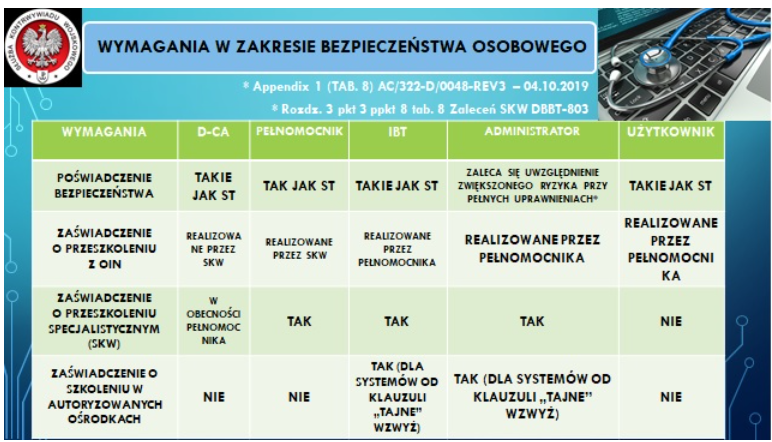 SŁUŻBA KONTRWYWIADU WOJSKOWEGO
WYMAGANIA W ZAKRESIE BEZPIECZEŃSTWA OSOBOWEGO
* Appendix 1 (TAB. 8) AC/322-D/0048-REV3 – 04.10.2019
* Rozdz. 3 pkt 3 ppkt 8 tab. 8 Zaleceń SKW DBBT-803
WYMAGANIA D-CA PEŁNOMOCNIK IBT ADMINISTRATOR UŻYTKOWNIK
POŚWIADCZENIE
BEZPIECZEŃSTWA
TAKIE
JAK ST
TAK JAK ST
TAKIE JAK ST
ZALECA SIĘ UWZGLĘDNIENIE
ZWIĘKSZONEGO RYZYKA PRZY
PEŁNYCH UPRAWNIENIACH*
TAKIE JAK ST
ZAŚWIADCZENIE
O PRZESZKOLENIU
Z OIN
REALIZOWA
NE PRZEZ
SKW
REALIZOWANE
PRZEZ SKW
REALIZOWANE
PRZEZ
PEŁNOMOCNIKA
REALIZOWANE PRZEZ
PEŁNOMOCNIKA
REALIZOWANE
PRZEZ
PEŁNOMOCNI
KA
ZAŚWIADCZENIE
O PRZESZKOLENIU
SPECJALISTYCZNYM
(SKW)
W
OBECNOŚCI
PEŁNOMOC
NIKA
TAK
TAK
TAK
NIE
ZAŚWIADCZENIE O
SZKOLENIU W
AUTORYZOWANYCH
OŚRODKACH
NIE
NIE
TAK (DLA
SYSTEMÓW OD
KLAUZULI
„TAJNE”
WZWYŻ)
TAK (DLA SYSTEMÓW OD
KLAUZULI „TAJNE”
WZWYŻ)
NIE